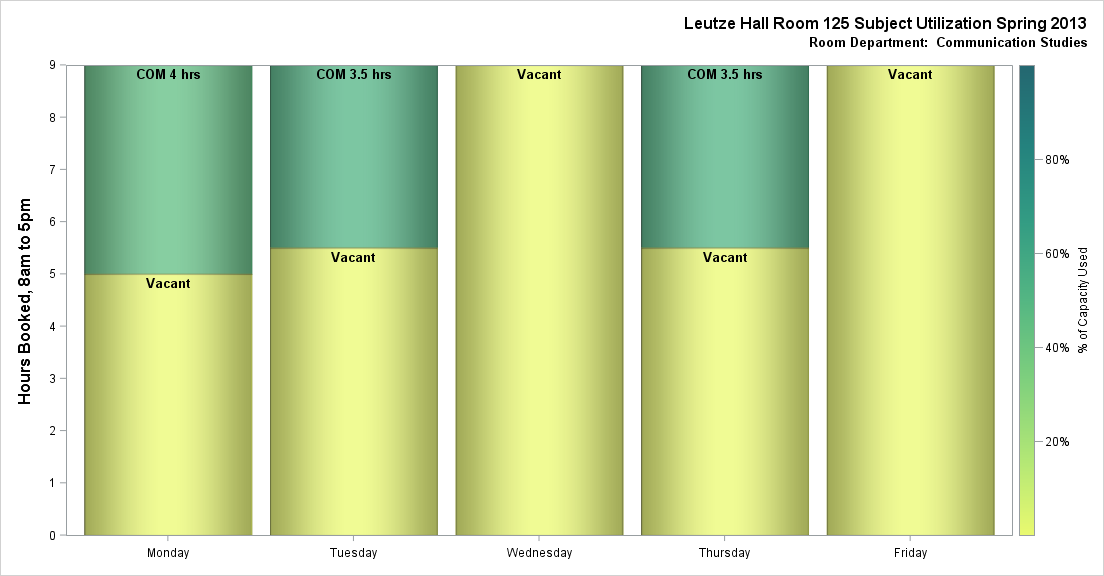 Leutze Hall Room 125 Subject Utilization Spring 2013
Room Department:  Communication Studies
Hours Booked, 8am to 5pm
9
8
7
6
5
4
3
2
1
0
COM 4 hrs
Vacant
COM 3.5 hrs
Vacant
Vacant
COM 3.5 hrs
Vacant
Vacant
Monday
Tuesday
Wednesday
Thursday
Friday
80%
60%
40%
20%
% of Capacity Used